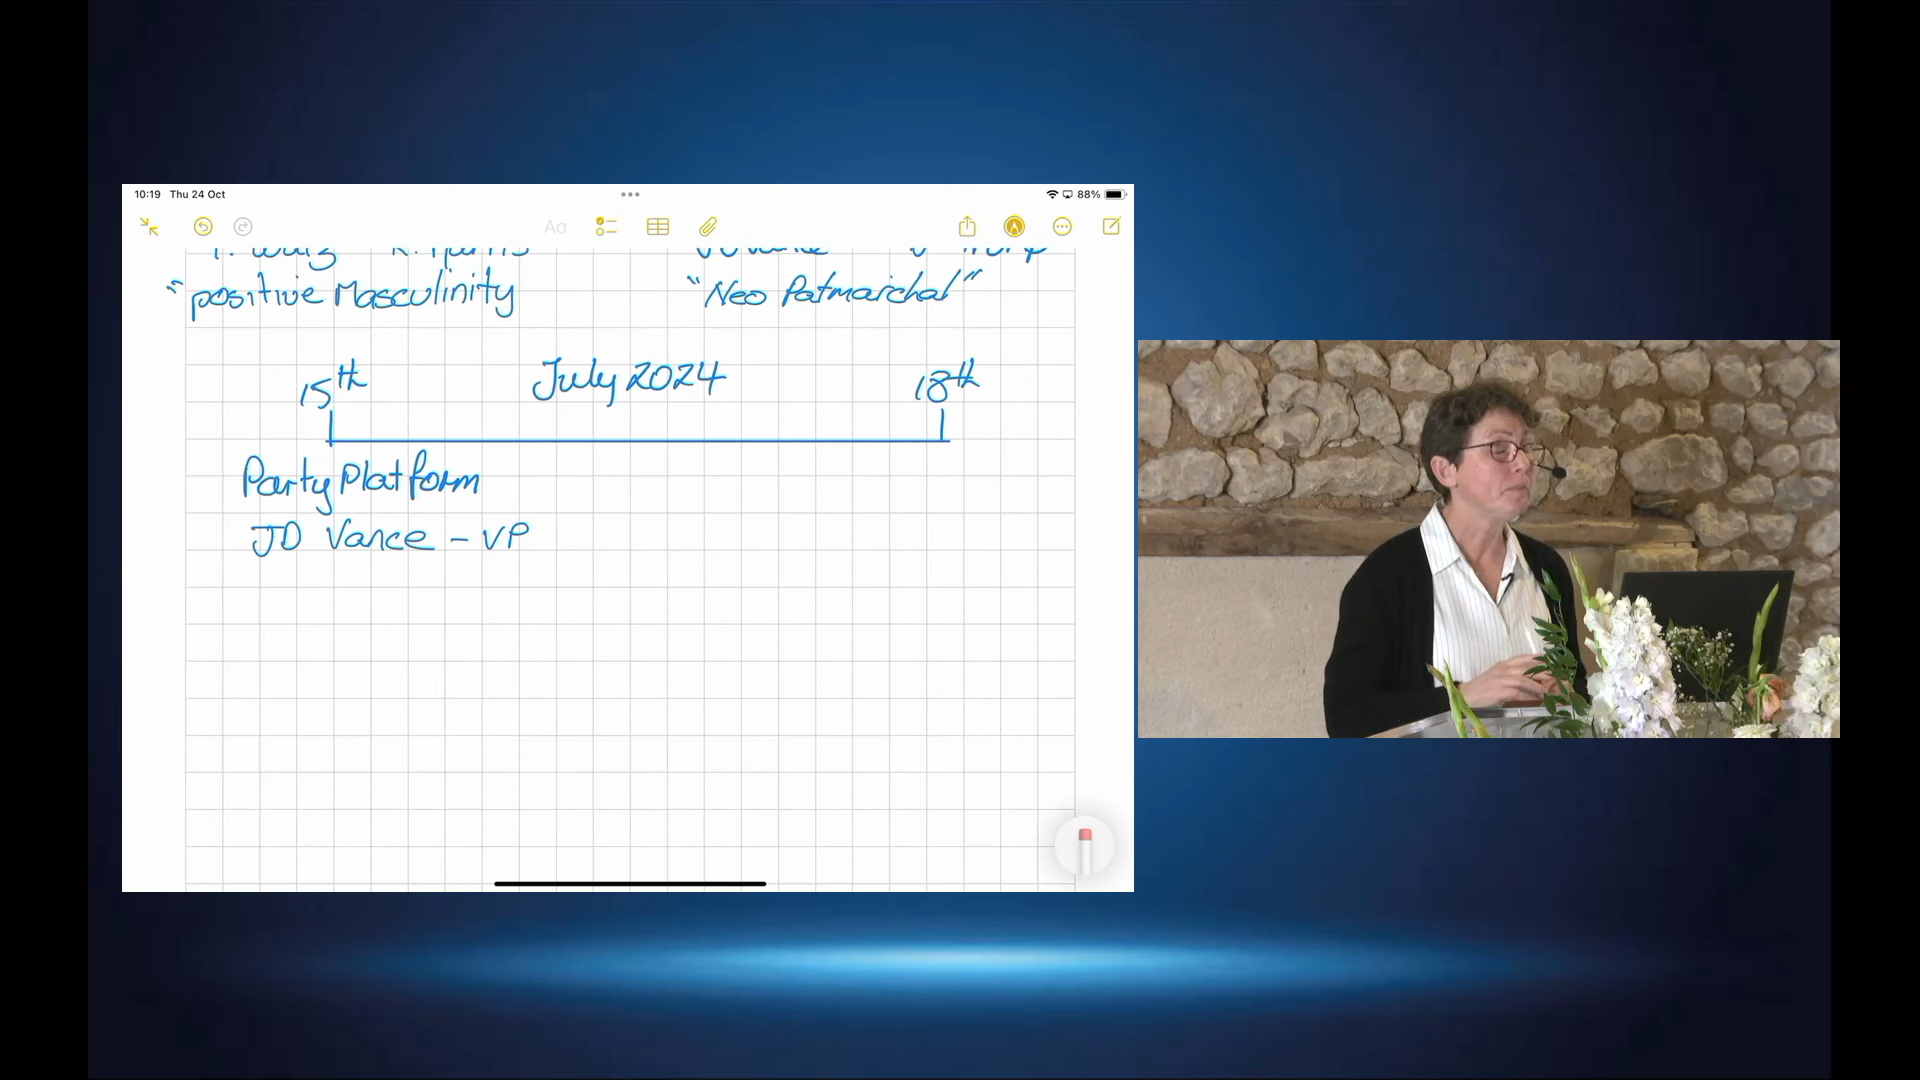 10:19 Thu 24 Oct
88%
Aa
"positive Masculinity
"Neo Patriarchal"
15th
July 2024
18th
Party Platform
JD Vance - VP